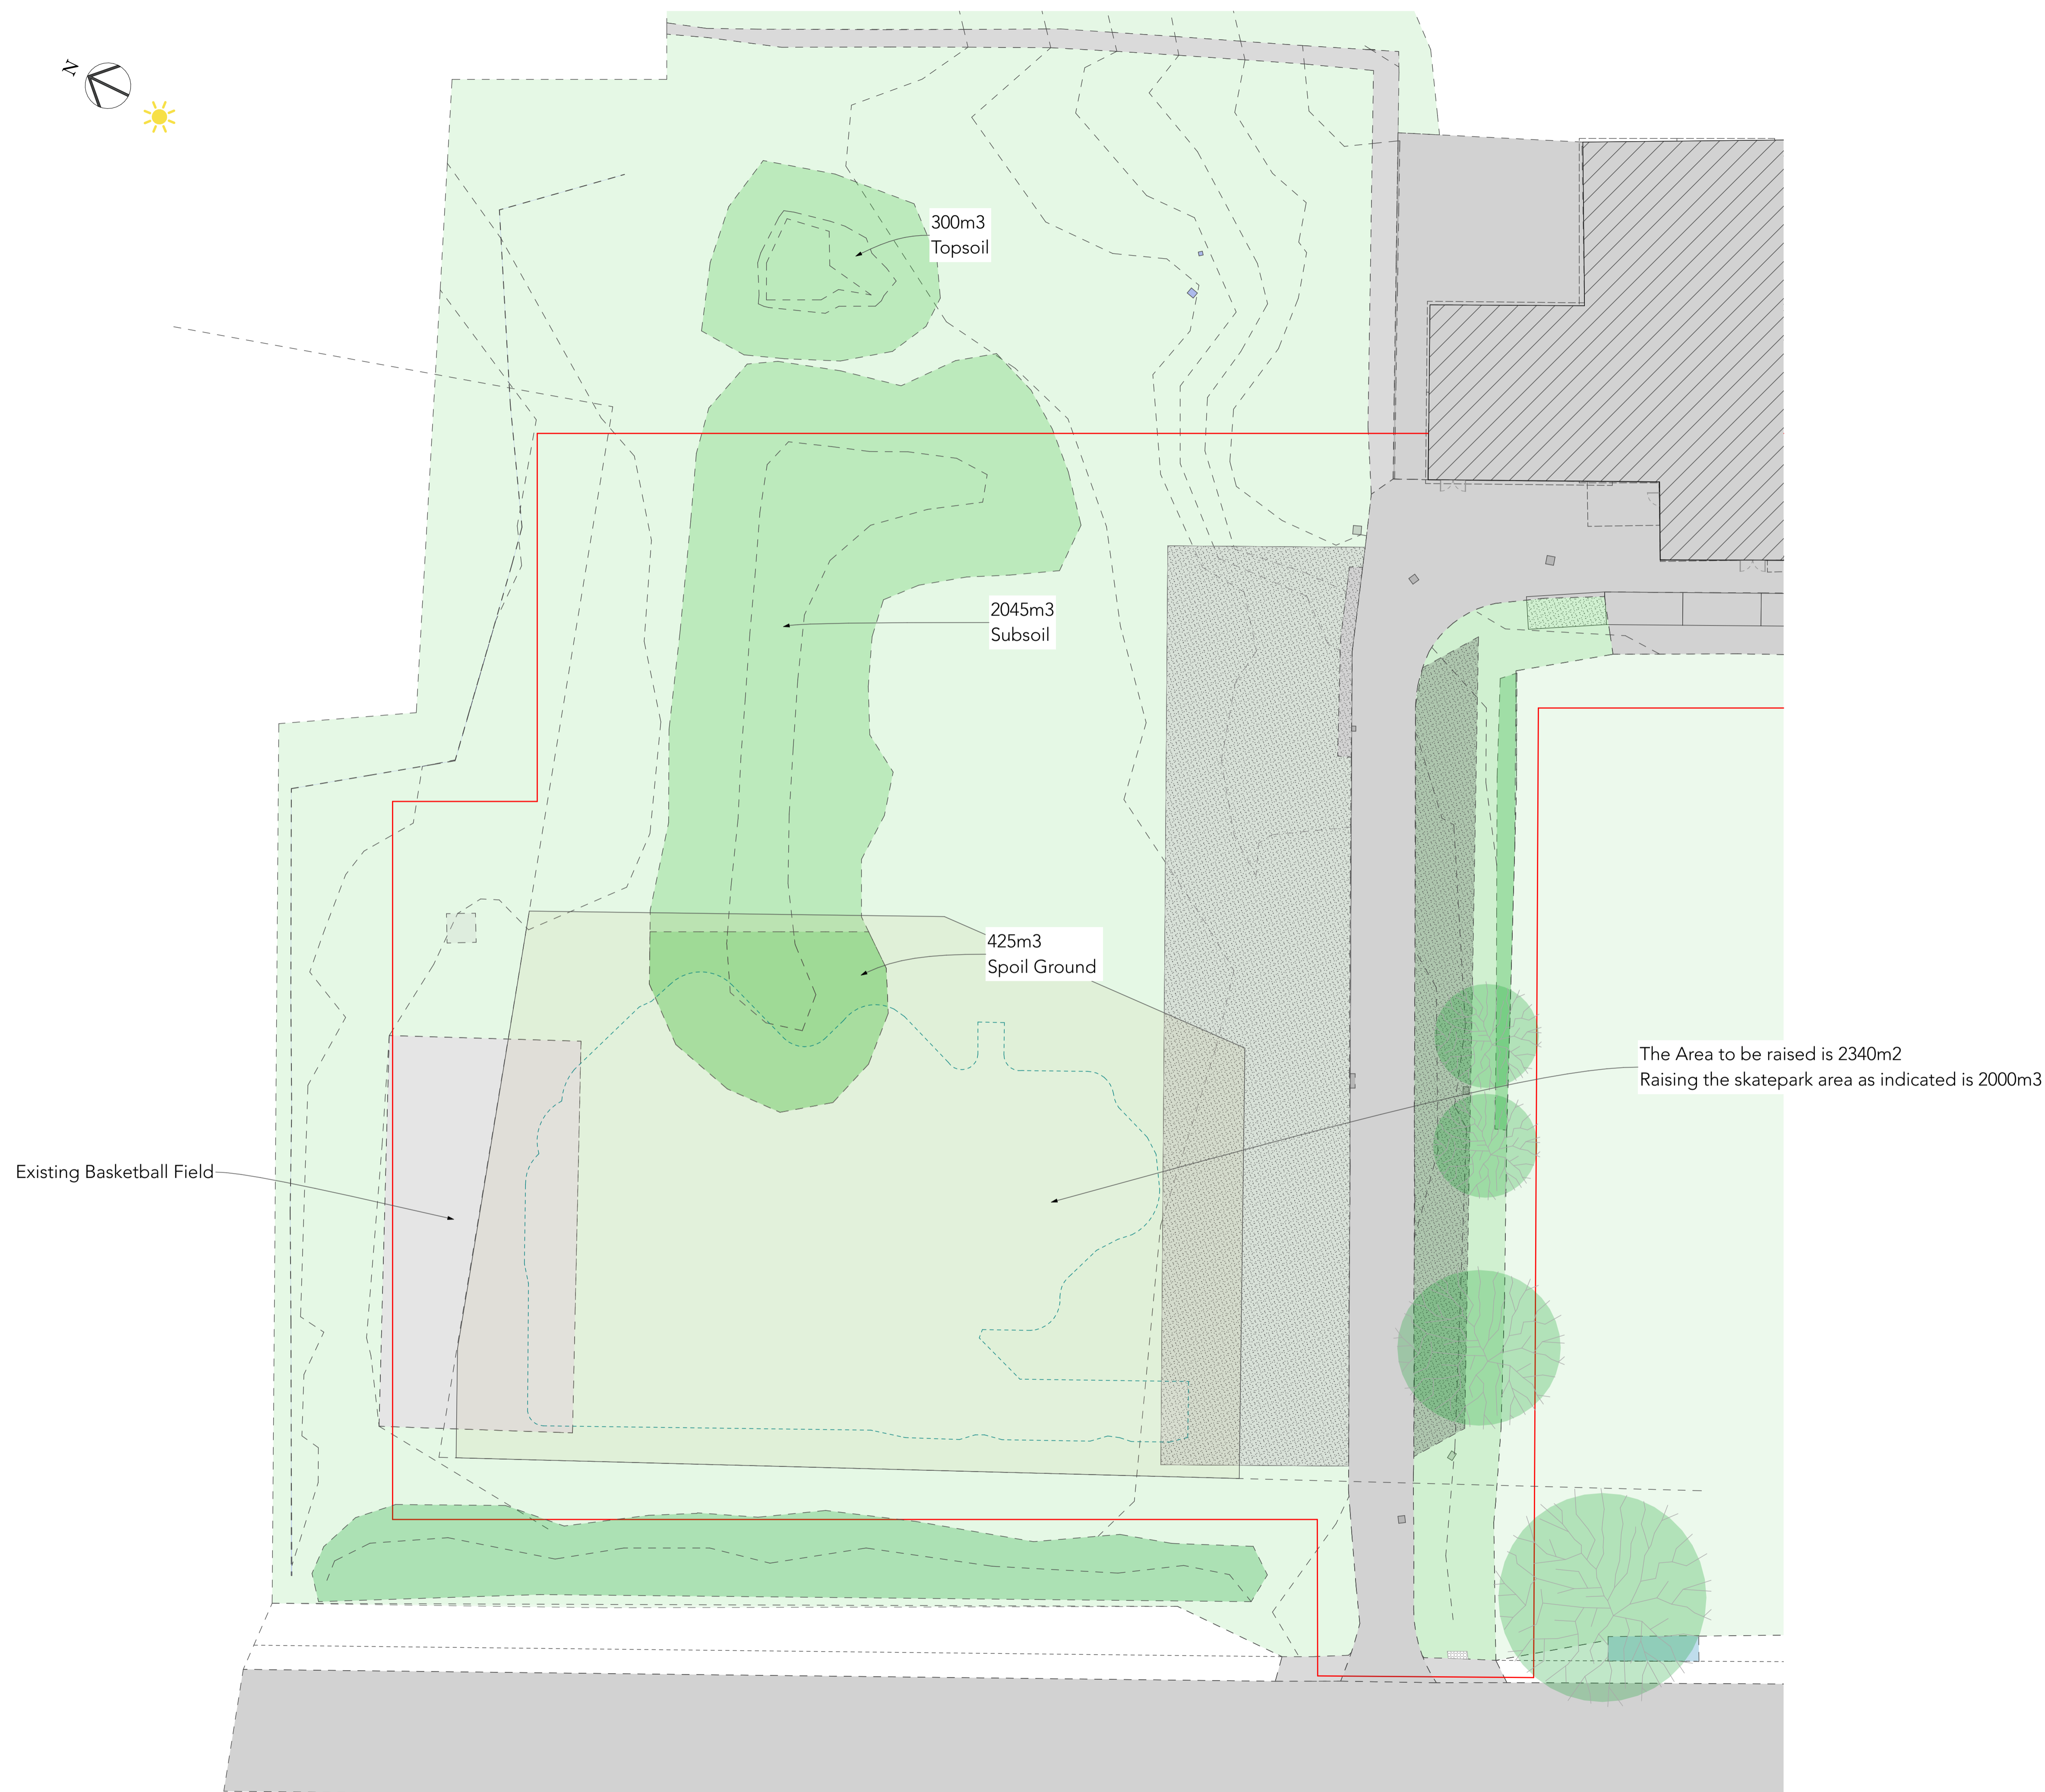 N
300m3
Topsoil
2045m3
Subsoil
425m3
Spoil Ground
The Area to be raised is 2340m2
Raising the skatepark area as indicated is 2000m3
Existing Basketball Field